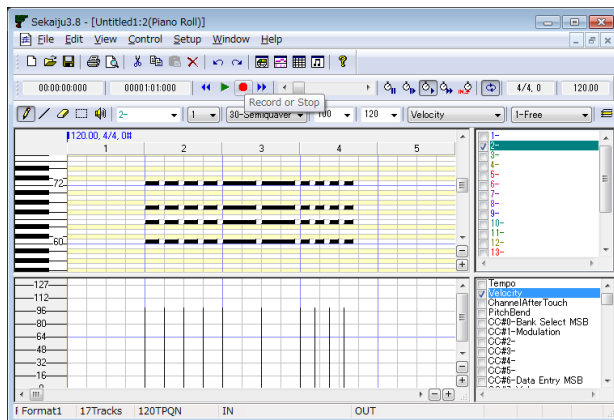 Sekaiju3.8 - [Untitled1:2(Piano Roll)]
File Edit View Control Setup Window Help
00:00:00:000 00001:01:000 4/4, 0 120.00
Record or Stop
2- 1 30-Semiquaver 100 120 Velocity 1-Free
120.00, 4/4, 0#
1 2 3 4 5
72
60
1-
2-
3-
4-
5-
6-
7-
8-
9-
10-
11-
12-
13-
127
112
96
80
64
48
32
16
0
Tempo
Velocity
ChannelAfterTouch
PitchBend
CC#0-Bank Select MSB
CC#1-Modulation
CC#2-
CC#3-
CC#4-
CC#5-
CC#6-Data Entry MSB
Format1 17Tracks 120TPQN IN OUT